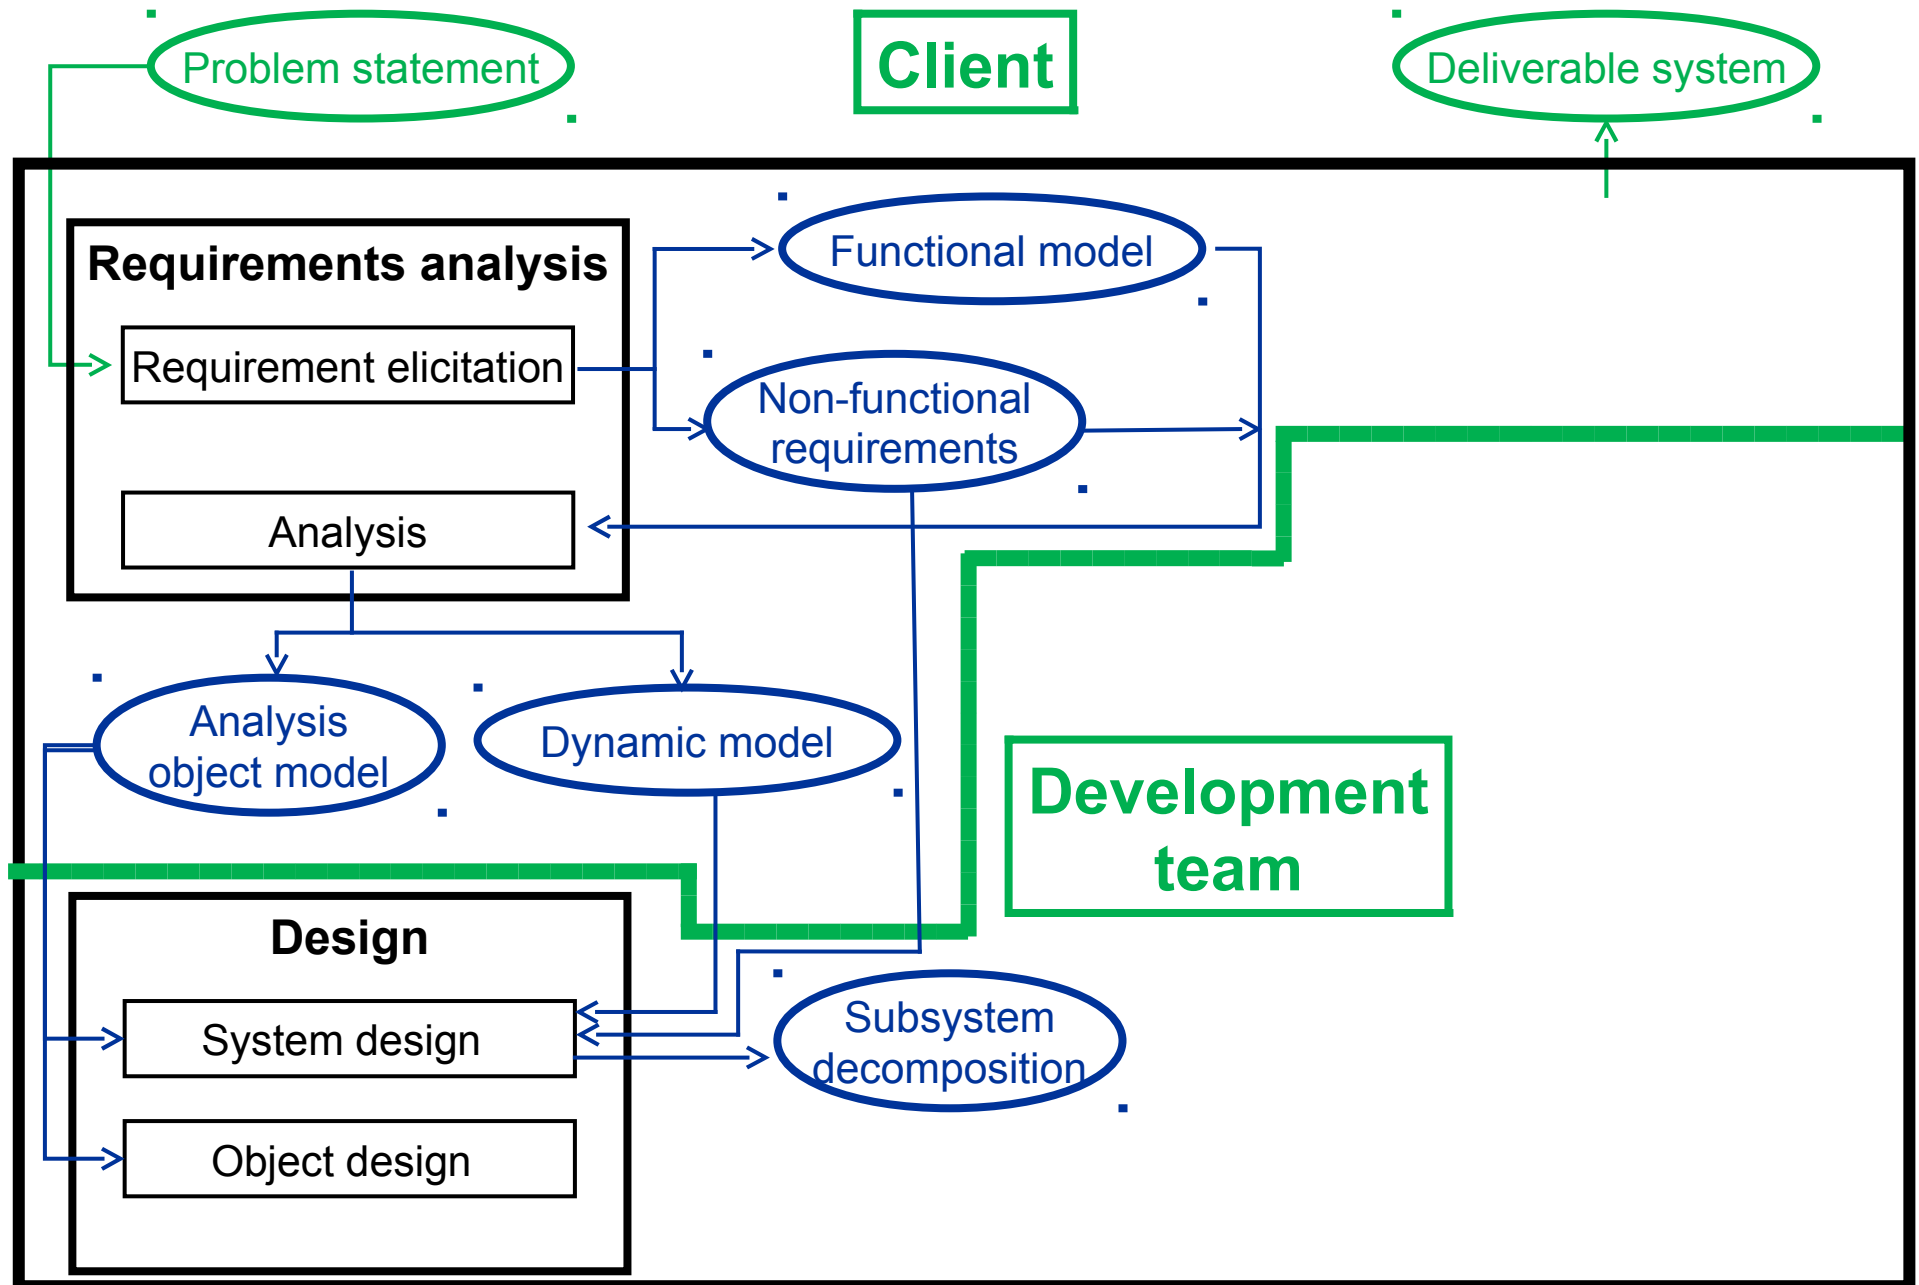 Problem statement
Client
Deliverable system
Requirements analysis
Functional model
Requirement elicitation
Non-functional
requirements
Analysis
Analysis
object model
Dynamic model
Development
team
Design
System design
Subsystem
decomposition
Object design